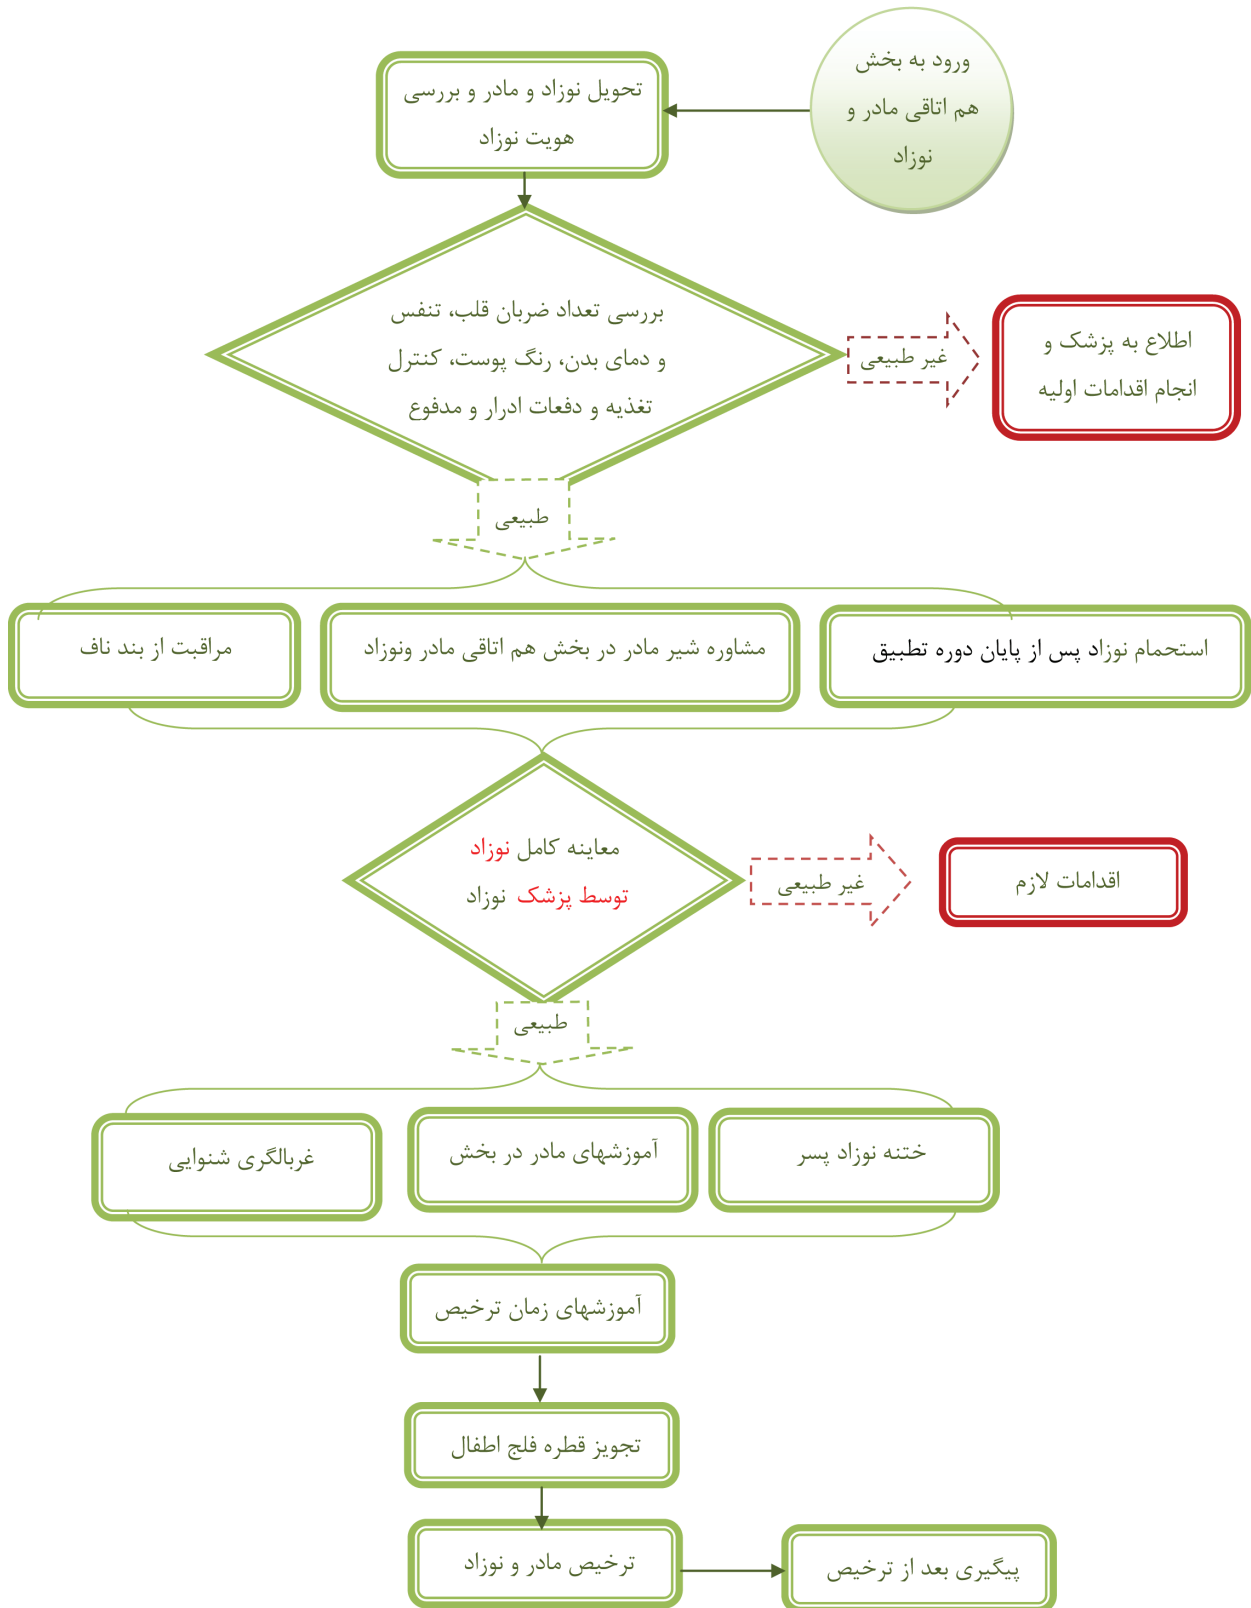 ورود به بخش
هم اتاقی مادر و
نوزاد
تحویل نوزاد و مادر و بررسی
هویت نوزاد
بررسی تعداد ضربان قلب، تنفس
و دمای بدن، رنگ پوست، کنترل
تغذیه و دفعات ادرار و مدفوع
غیر طبیعی
اطلاع به پزشک و
انجام اقدامات اولیه
طبیعی
استحمام نوزاد پس از پایان دوره تطبیق
مشاوره شیر مادر در بخش هم اتاقی مادر ونوزاد
مراقبت از بند ناف
معاینه کامل نوزاد
توسط پزشک نوزاد
غیر طبیعی
اقدامات لازم
طبیعی
ختنه نوزاد پسر
آموزشهای مادر در بخش
غربالگری شنوایی
آموزشهای زمان ترخیص
تجویز قطره فلج اطفال
ترخیص مادر و نوزاد
پیگیری بعد از ترخیص